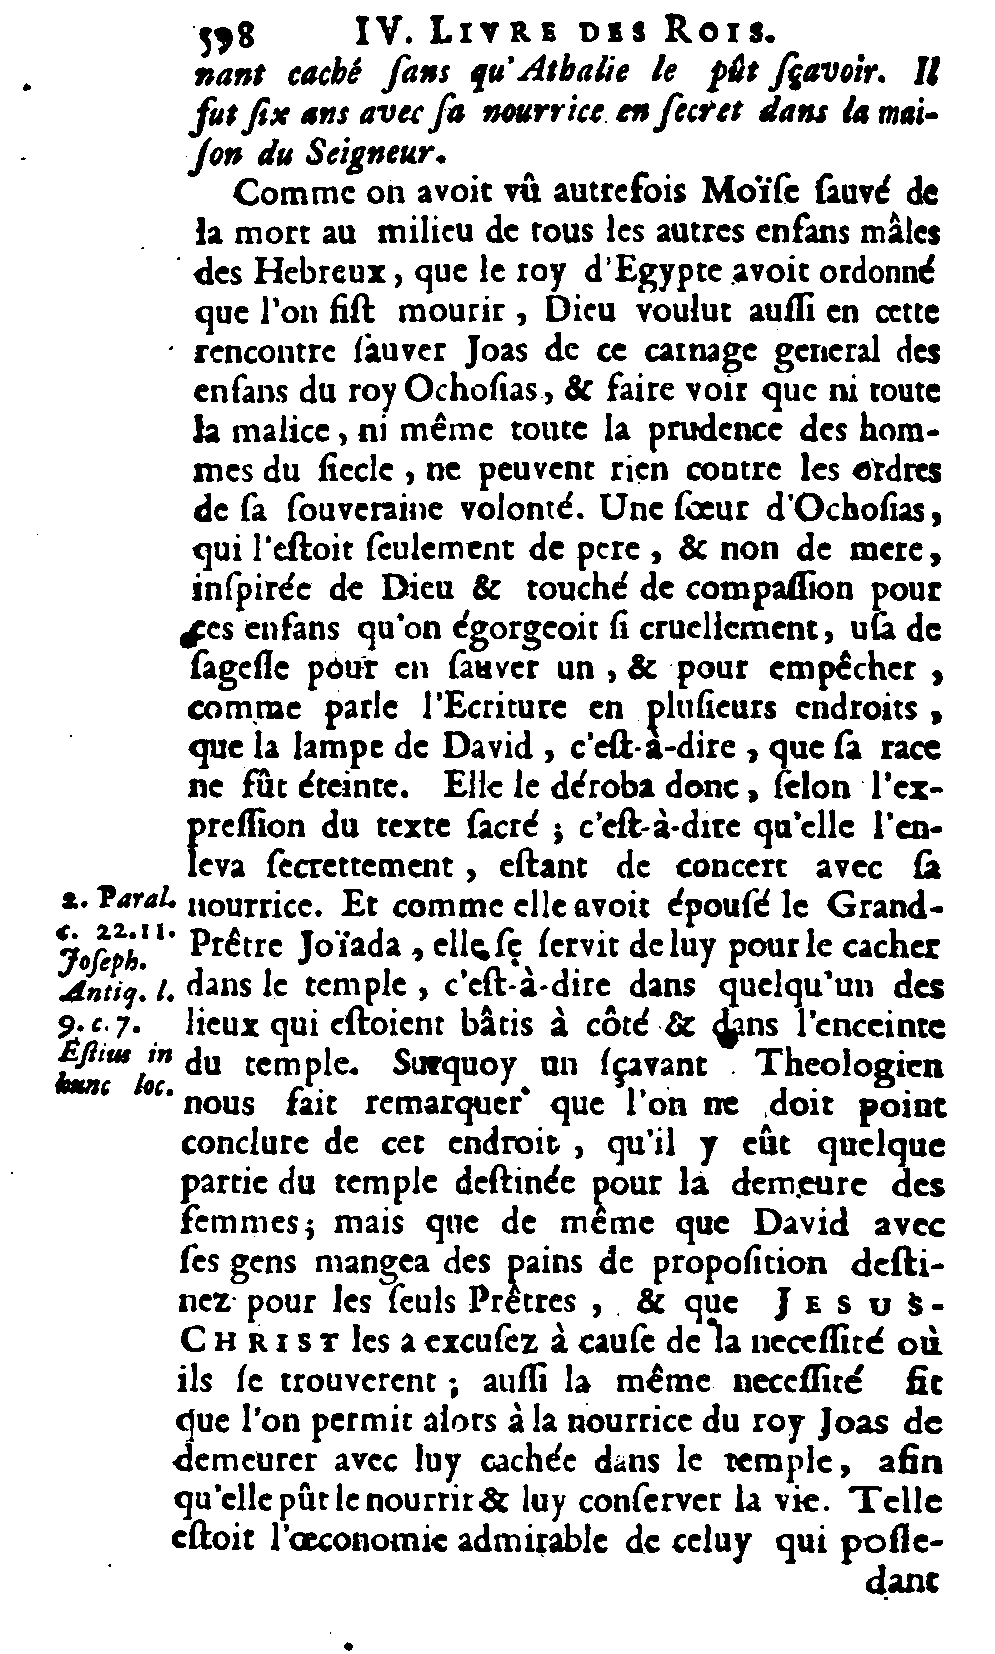 598 IV. LIVRE DES ROIS.
nant caché ſans qu'Athalie le pût ſçavoir. Il
fut ſix ans avec ſa nourrice en ſecret dans la mai-
ſon du Seigneur.
Comme on avoit vû autrefois Moïſe ſauvé de
la mort au milieu de tous les autres enfans mâles
des Hebreux, que le roy d'Egypte avoit ordonné
que l'on fiſt mourir, Dieu voulut auſſi en cette
rencontre ſauver Joas de ce carnage general des
enfans du roy Ochoſias, & faire voir que ni toute
la malice, ni même toute la prudence des hom-
mes du ſiecle, ne peuvent rien contre les ordres
de ſa ſouveraine volonté. Une ſœur d'Ochoſias,
qui l'eſtoit ſeulement de pere, & non de mere,
inſpirée de Dieu & touché de compaſſion pour
ces enfans qu'on égorgeoit ſi cruellement, uſa de
ſageſſe pour en ſauver un, & pour empêcher,
comme parle l'Ecriture en pluſieurs endroits,
que la lampe de David, c'eſt-à-dire, que ſa race
ne fût éteinte. Elle le déroba donc, ſelon l'ex-
preſſion du texte ſacré; c'eſt-à-dire qu'elle l'en-
leva ſecrettement, eſtant de concert avec ſa
nourrice. Et comme elle avoit épouſé le Grand-
Prêtre Joïada, elle ſe ſervit de luy pour le cacher
dans le temple, c'eſt-à-dire dans quelqu'un des
lieux qui eſtoient bâtis à côté & dans l'enceinte
du temple. Surquoy un ſçavant Theologien
nous fait remarquer que l'on ne doit point
conclure de cet endroit, qu'il y eût quelque
partie du temple deſtinée pour la demeure des
femmes; mais que de même que David avec
ſes gens mangea des pains de propoſition deſti-
nez pour les ſeuls Prêtres, & que JESUS-
CHRIST les a excuſez à cauſe de la neceſſité où
ils ſe trouverent; auſſi la même neceſſité fit
que l'on permit alors à la nourrice du roy Joas de
demeurer avec luy cachée dans le temple, afin
qu'elle pût le nourrir & luy conſerver la vie. Telle
eſtoit l'œconomie admirable de celuy qui poſſe-
dant
2. Paral.
c. 22.11.
Joſeph.
Antiq. l.
9. c. 7.
Eſtius in
hunc loc.